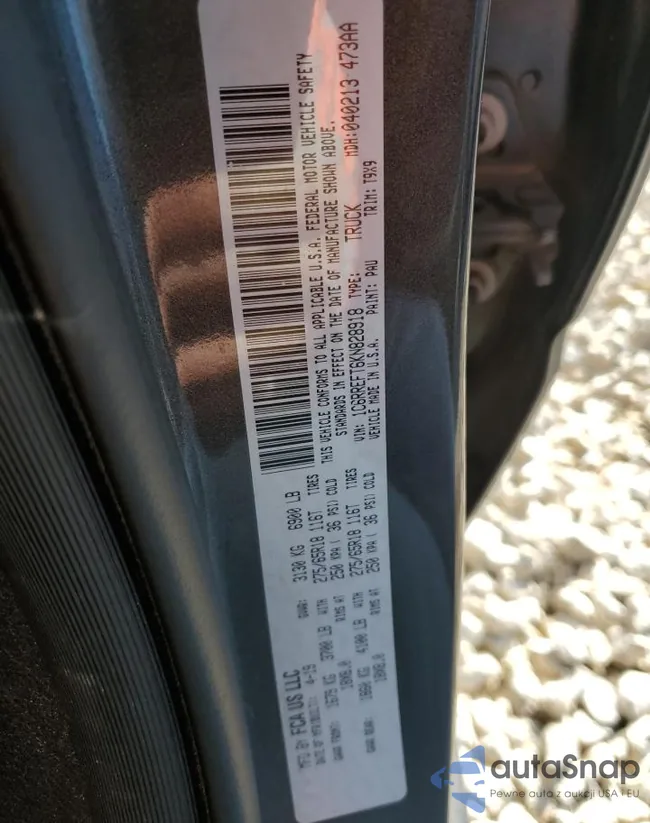 MFD BY FCA US LLC
DATE OF MFR 4-19 GVWR: 3130 KG 6900 LB
GAWR FRONT: 1675 KG 3700 LB WITH 275/65R18 116T TIRES
18X8.0 RIMS AT 250 KPA ( 36 PSI) COLD
GAWR REAR: 1860 KG 4100 LB WITH 275/65R18 116T TIRES
18X8.0 RIMS AT 250 KPA ( 36 PSI) COLD
THIS VEHICLE CONFORMS TO ALL APPLICABLE U.S.A. FEDERAL MOTOR VEHICLE SAFETY
STANDARDS IN EFFECT ON THE DATE OF MANUFACTURE SHOWN ABOVE.
VIN: 1C6RREFT6KN828918 TYPE: TRUCK MDH:040213 473AA
VEHICLE MADE IN U.S.A. PAINT: PAU TRIM: T9X9
autaSnap
Pewne auto z aukcji USA i EU